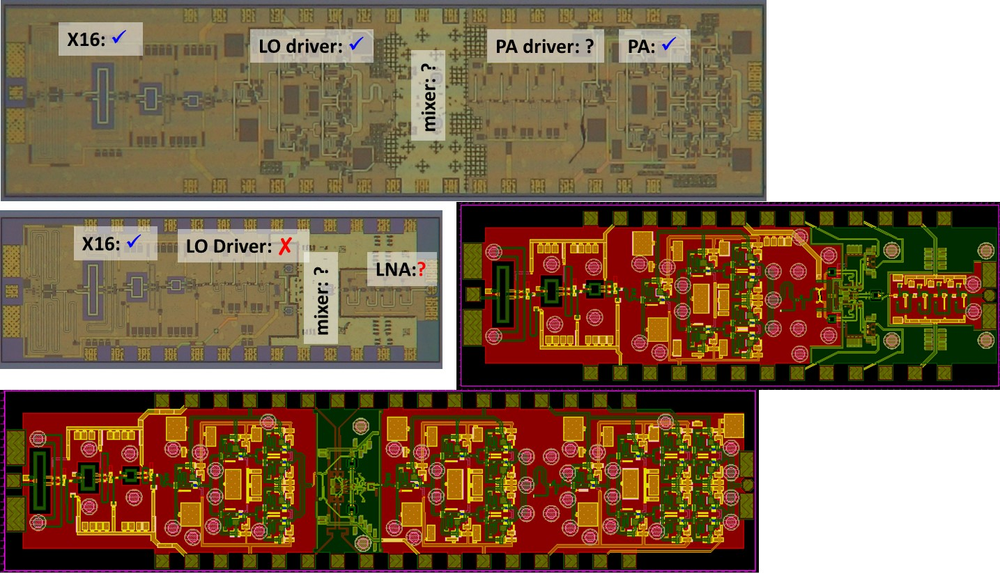 X16: ✓
LO driver: ✓
mixer: ?
PA driver: ?
PA: ✓
X16: ✓
LO Driver: ✗
mixer: ?
LNA:?